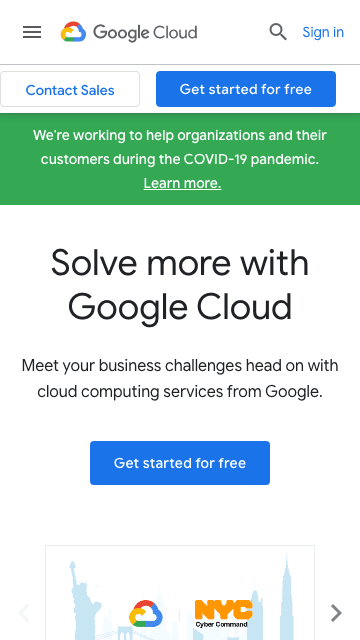 Google Cloud
Sign in
Contact Sales
Get started for free
We're working to help organizations and their
customers during the COVID-19 pandemic.
Learn more.
Solve more with
Google Cloud
Meet your business challenges head on with
cloud computing services from Google.
Get started for free
NYC
Cyber Command